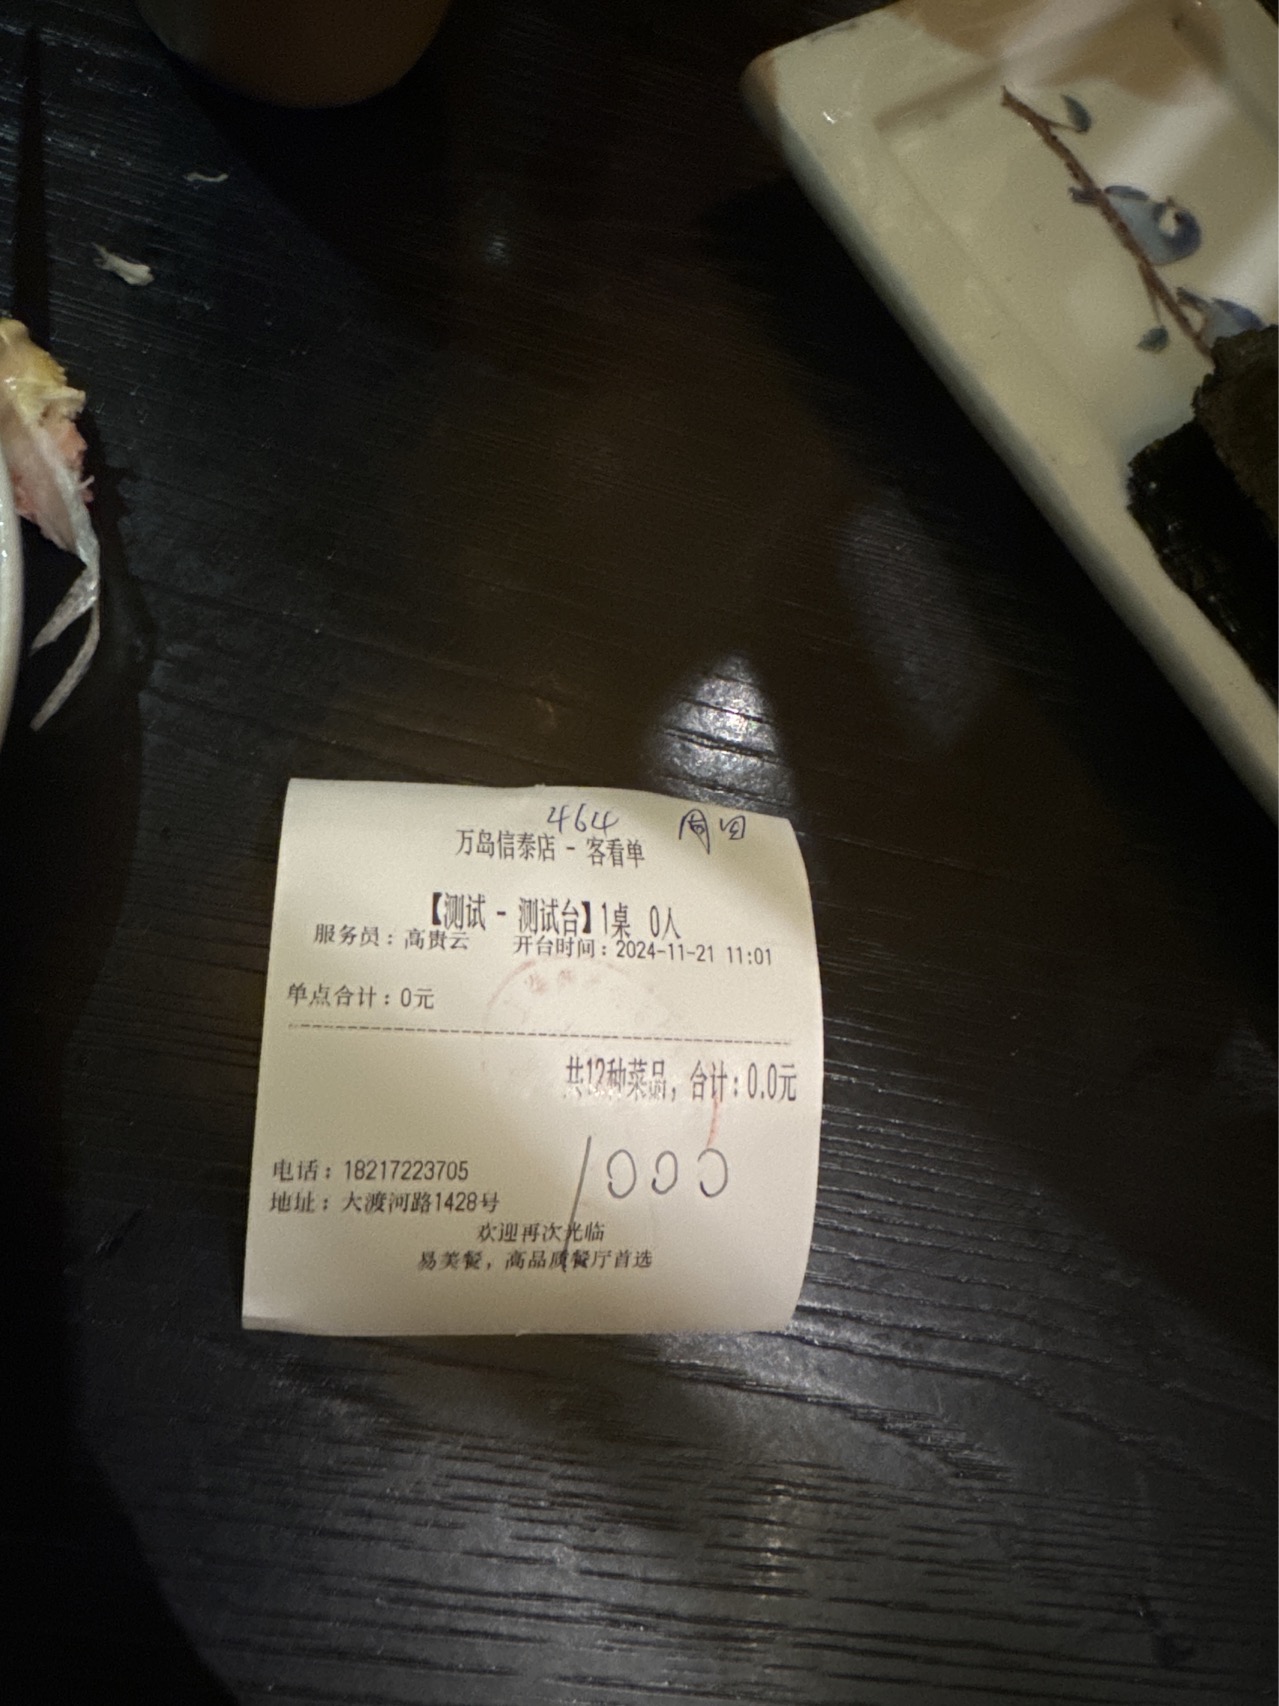 464 周四
万岛信泰店 - 客看单
【测试 - 测试台】1桌 0人
服务员：高贵云 开台时间：2024-11-21 11:01
单点合计：0元
共12种菜品，合计：0.0元
1000
电话：18217223705
地址：大渡河路1428号
欢迎再次光临
易美餐，高品质餐厅首选